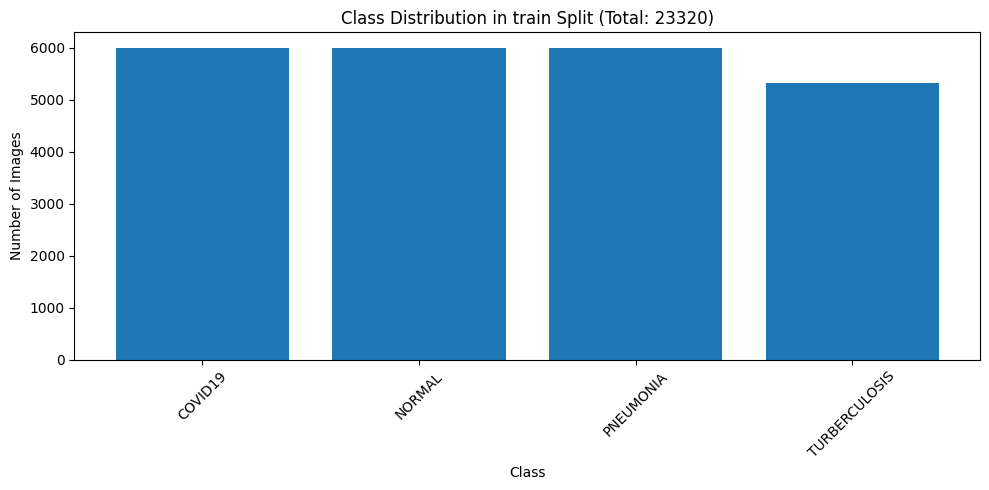 Class Distribution in train Split (Total: 23320)
Number of Images
6000
5000
4000
3000
2000
1000
0
COVID19
NORMAL
PNEUMONIA
TURBERCULOSIS
Class